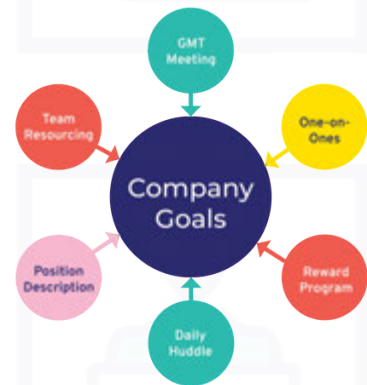 GMT
Meeting
Team
Resourcing
One-on-
Ones
Company
Goals
Position
Description
Reward
Program
Daily
Huddle